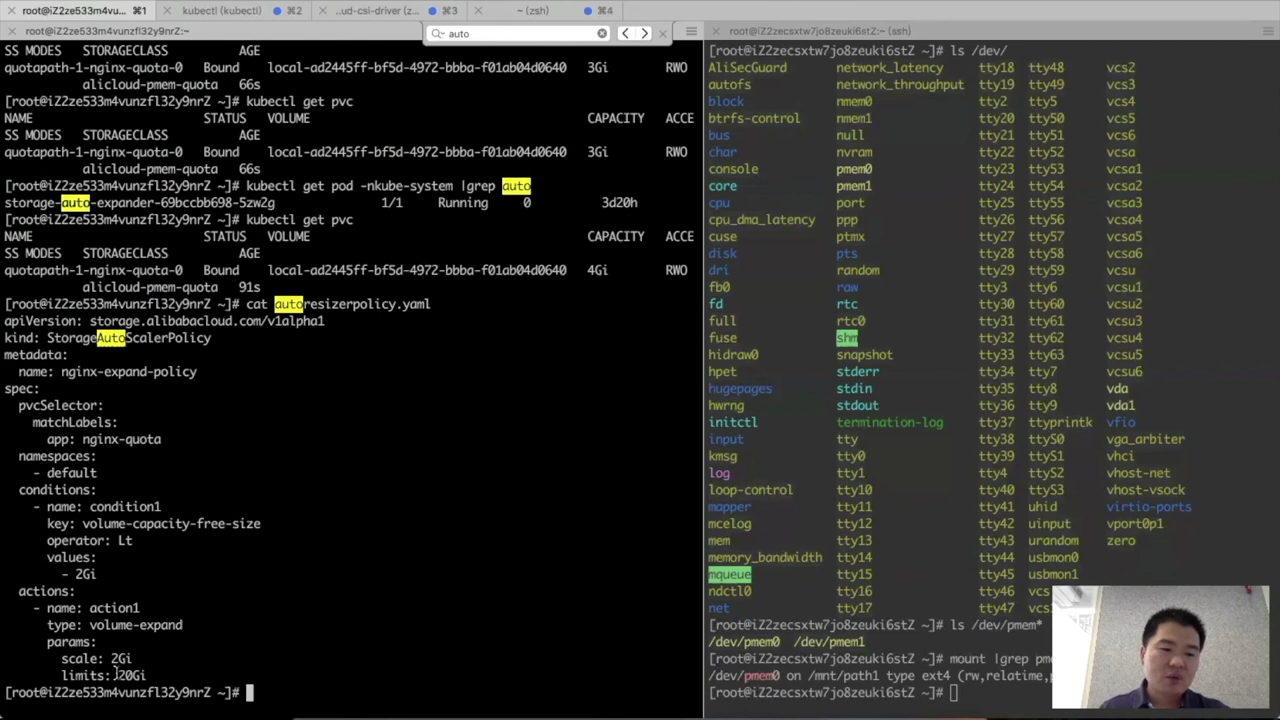 root@iZ2ze533m4vunzfl32y9nrZ:~ ⌘1
kubectl (kubectl) ⌘2
...ud-csi-driver (z... ⌘3
~ (zsh) ⌘4
root@iZ2ze533m4vunzfl32y9nrZ:~
auto
SS MODES STORAGECLASS AGE
quotapath-1-nginx-quota-0 Bound local-ad2445ff-bf5d-4972-bbba-f01ab04d0640 3Gi RWO
alicloud-pmem-quota 66s
[root@iZ2ze533m4vunzfl32y9nrZ ~]# kubectl get pvc
NAME STATUS VOLUME CAPACITY ACCE
SS MODES STORAGECLASS AGE
quotapath-1-nginx-quota-0 Bound local-ad2445ff-bf5d-4972-bbba-f01ab04d0640 3Gi RWO
alicloud-pmem-quota 66s
[root@iZ2ze533m4vunzfl32y9nrZ ~]# kubectl get pod -nkube-system |grep auto
storage-auto-expander-69bccbb698-5zw2g 1/1 Running 0 3d20h
[root@iZ2ze533m4vunzfl32y9nrZ ~]# kubectl get pvc
NAME STATUS VOLUME CAPACITY ACCE
SS MODES STORAGECLASS AGE
quotapath-1-nginx-quota-0 Bound local-ad2445ff-bf5d-4972-bbba-f01ab04d0640 4Gi RWO
alicloud-pmem-quota 91s
[root@iZ2ze533m4vunzfl32y9nrZ ~]# cat autoresizerpolicy.yaml
apiVersion: storage.alibabacloud.com/v1alpha1
kind: StorageAutoScalerPolicy
metadata:
name: nginx-expand-policy
spec:
pvcSelector:
matchLabels:
app: nginx-quota
namespaces:
- default
conditions:
- name: condition1
key: volume-capacity-free-size
operator: Lt
values:
- 2Gi
actions:
- name: action1
type: volume-expand
params:
scale: 2Gi
limits: 20Gi
[root@iZ2ze533m4vunzfl32y9nrZ ~]#
root@iZ2zecsxtw7jo8zeuki6stZ:~ (ssh)
[root@iZ2zecsxtw7jo8zeuki6stZ ~]# ls /dev/
AliSecGuard network_latency tty18 tty48 vcs2
autofs network_throughput tty19 tty49 vcs3
block nmem0 tty2 tty5 vcs4
btrfs-control nmem1 tty20 tty50 vcs5
bus null tty21 tty51 vcs6
char nvram tty22 tty52 vcsa
console pmem0 tty23 tty53 vcsa1
core pmem1 tty24 tty54 vcsa2
cpu port tty25 tty55 vcsa3
cpu_dma_latency ppp tty26 tty56 vcsa4
cuse ptmx tty27 tty57 vcsa5
disk pts tty28 tty58 vcsa6
dri random tty29 tty59 vcsu
fb0 raw tty3 tty6 vcsu1
fd rtc tty30 tty60 vcsu2
full rtc0 tty31 tty61 vcsu3
fuse shm tty32 tty62 vcsu4
hidraw0 snapshot tty33 tty63 vcsu5
hpet stderr tty34 tty7 vcsu6
hugepages stdin tty35 tty8 vda
hwrng stdout tty36 tty9 vda1
initctl termination-log tty37 ttyprintk vfio
input tty tty38 ttyS0 vga_arbiter
kmsg tty0 tty39 ttyS1 vhci
log tty1 tty4 ttyS2 vhost-net
loop-control tty10 tty40 ttyS3 vhost-vsock
mapper tty11 tty41 uhid virtio-ports
mcelog tty12 tty42 uinput vport0p1
mem tty13 tty43 urandom zero
memory_bandwidth tty14 tty44 usbmon0
mqueue tty15 tty45 usbmon1
ndctl0 tty16 tty46 vcs
net tty17 tty47 vcs
[root@iZ2zecsxtw7jo8zeuki6stZ ~]# ls /dev/pmem*
/dev/pmem0 /dev/pmem1
[root@iZ2zecsxtw7jo8zeuki6stZ ~]# mount |grep pme
/dev/pmem0 on /mnt/path1 type ext4 (rw,relatime,
[root@iZ2zecsxtw7jo8zeuki6stZ ~]#